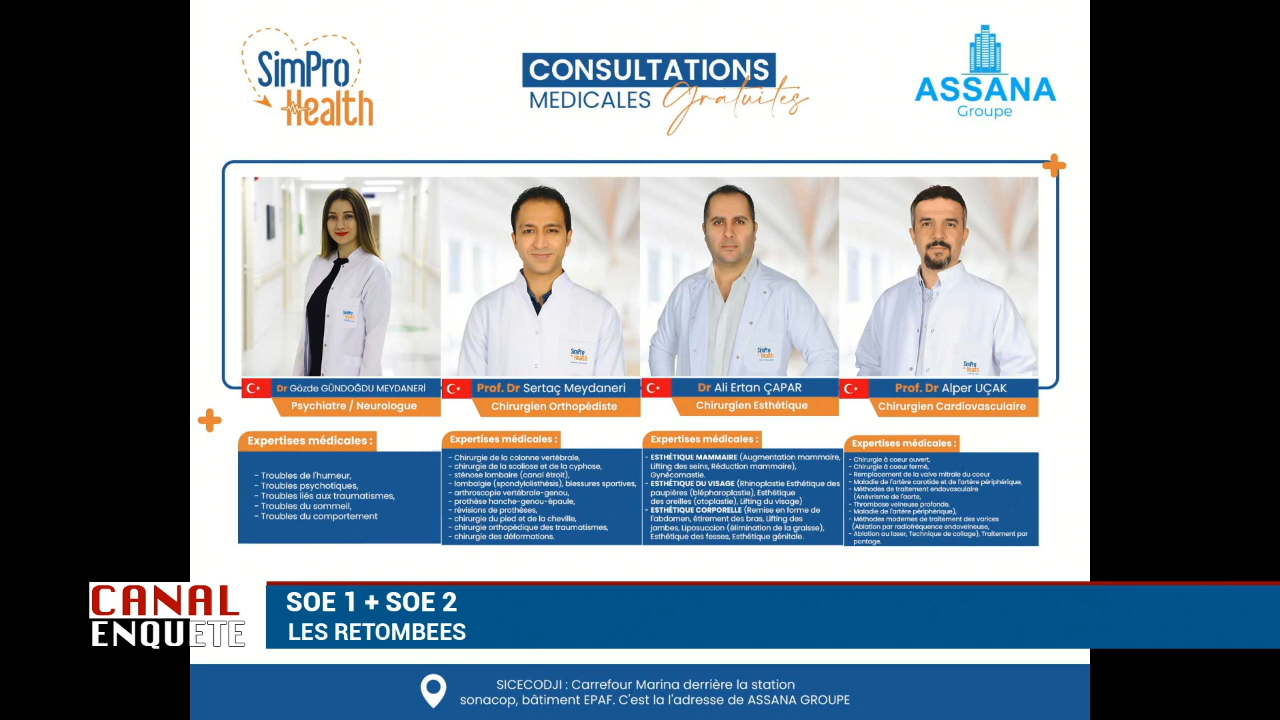 SimPro
Health
CONSULTATIONS
MEDICALES Gratuites
ASSANA
Groupe
Dr Gözde GÜNDOĞDU MEYDANERİ
Psychiatre / Neurologue
Prof. Dr Sertaç Meydaneri
Chirurgien Orthopédiste
Dr Ali Ertan ÇAPAR
Chirurgien Esthétique
Prof. Dr Alper UÇAK
Chirurgien Cardiovasculaire
Expertises médicales :
- Troubles de l'humeur,
- Troubles psychotiques,
- Troubles liés aux traumatismes,
- Troubles du sommeil,
- Troubles du comportement
Expertises médicales :
- Chirurgie de la colonne vertébrale,
- chirurgie de la scoliose et de la cyphose,
- sténose lombaire (canal étroit),
- lombalgie (spondylolisthésis), blessures sportives,
- arthroscopie vertébrale-genou,
- prothèse hanche-genou-épaule,
- révisions de prothèses,
- chirurgie du pied et de la cheville,
- chirurgie orthopédique des traumatismes,
- chirurgie des déformations.
Expertises médicales :
- ESTHÉTIQUE MAMMAIRE (Augmentation mammaire,
Lifting des seins, Réduction mammaire),
Gynécomastie.
- ESTHÉTIQUE DU VISAGE (Rhinoplastie Esthétique des
paupières (blépharoplastie), Esthétique
des oreilles (otoplastie), Lifting du visage)
- ESTHÉTIQUE CORPORELLE (Remise en forme de
l'abdomen, étirement des bras, Lifting des
jambes, Liposuccion (élimination de la graisse),
Esthétique des fesses, Esthétique génitale.
Expertises médicales :
- Chirurgie à coeur ouvert,
- Chirurgie à coeur fermé,
- Remplacement de la valve mitrale du coeur
- Maladie de l'artère carotide et de l'artère périphérique,
- Méthodes de traitement endovasculaire
(Anévrisme de l'aorte,
- Thrombose veineuse profonde,
- Maladie de l'artère périphérique),
- Méthodes modernes de traitement des varices
(Ablation par radiofréquence endoveineuse,
- Ablation au laser, Technique de collage), Traitement par
pontage.
CANAL
ENQUETE
SOE 1 + SOE 2
LES RETOMBEES
SICECODJI : Carrefour Marina derrière la station
sonacop, bâtiment EPAF. C'est la l'adresse de ASSANA GROUPE